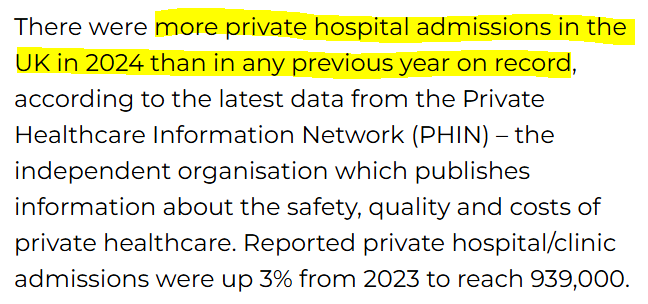 There were more private hospital admissions in the
UK in 2024 than in any previous year on record,
according to the latest data from the Private
Healthcare Information Network (PHIN) – the
independent organisation which publishes
information about the safety, quality and costs of
private healthcare. Reported private hospital/clinic
admissions were up 3% from 2023 to reach 939,000.